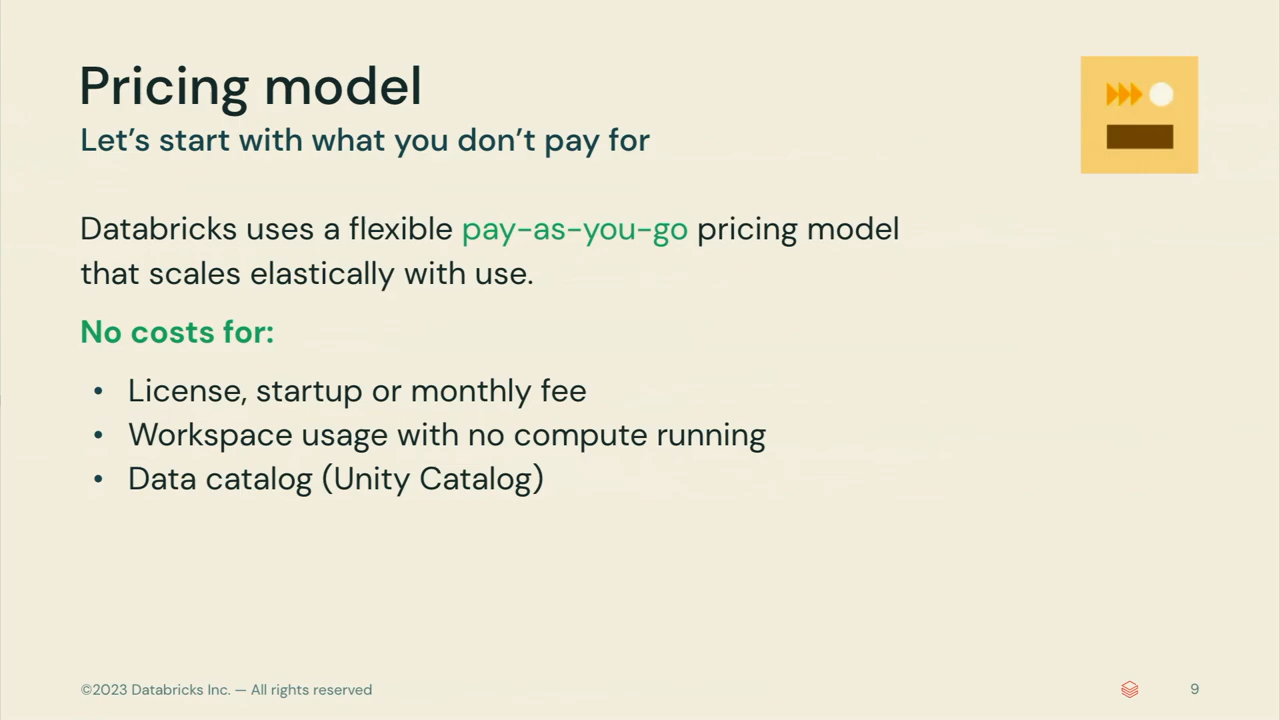 Pricing model
Let’s start with what you don’t pay for
Databricks uses a flexible pay-as-you-go pricing model
that scales elastically with use.
No costs for:
• License, startup or monthly fee
• Workspace usage with no compute running
• Data catalog (Unity Catalog)
©2023 Databricks Inc. — All rights reserved
9